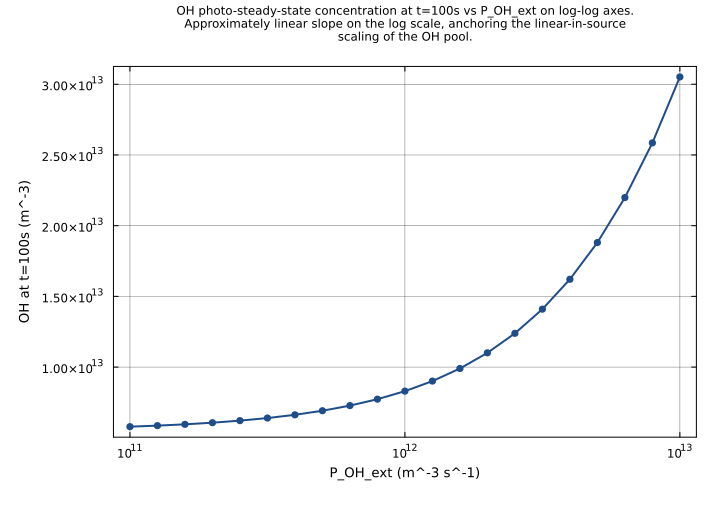 OH photo-steady-state concentration at t=100s vs P_OH_ext on log-log axes.
Approximately linear slope on the log scale, anchoring the linear-in-source
scaling of the OH pool.
3.00×10^13
2.50×10^13
2.00×10^13
1.50×10^13
1.00×10^13
OH at t=100s (m^-3)
10^11
10^12
10^13
P_OH_ext (m^-3 s^-1)